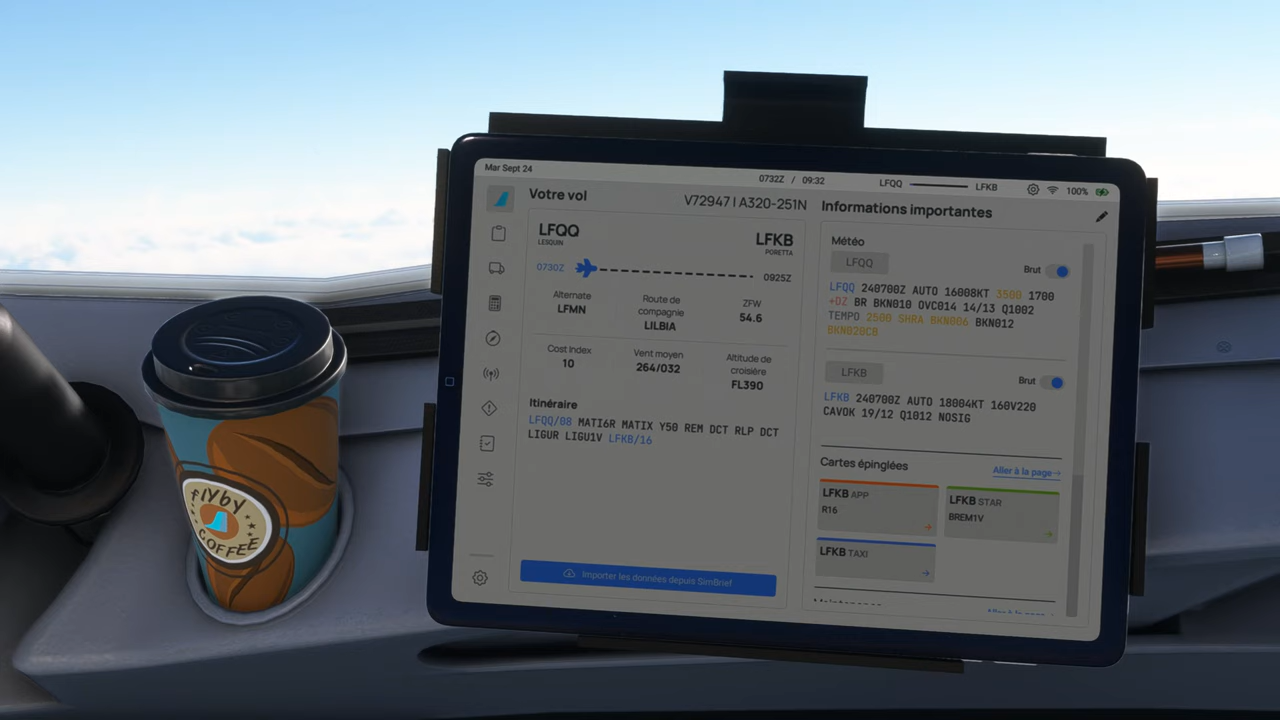 Mar Sept 24
0732Z / 09:32
LFQQ
LFKB
100%
Votre vol
V72947 | A320-251N
LFQQ
LESQUIN
LFKB
PORETTA
0730Z
0925Z
Alternate
LFMN
Route de
compagnie
LILBIA
ZFW
54.6
Cost Index
10
Vent moyen
264/032
Altitude de
croisière
FL390
Itinéraire
LFQQ/08 MATI6R MATIX Y50 REM DCT RLP DCT
LIGUR LIGU1V LFKB/16
Importer les données depuis SimBrief
Informations importantes
Météo
LFQQ
Brut
LFQQ 240700Z AUTO 16008KT 3500 1700
+DZ BR BKN010 OVC014 14/13 Q1002
TEMPO 2500 SHRA BKN006 BKN012
BKN020CB
LFKB
Brut
LFKB 240700Z AUTO 18004KT 160V220
CAVOK 19/12 Q1012 NOSIG
Cartes épinglées
Aller à la page→
LFKB APP
R16
LFKB STAR
BREM1V
LFKB TAXI
flyby
COFFEE